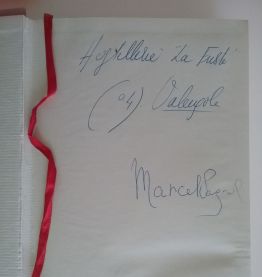 Hostellerie "La Fuste"
(04). Valensole
Marcel Pagnol